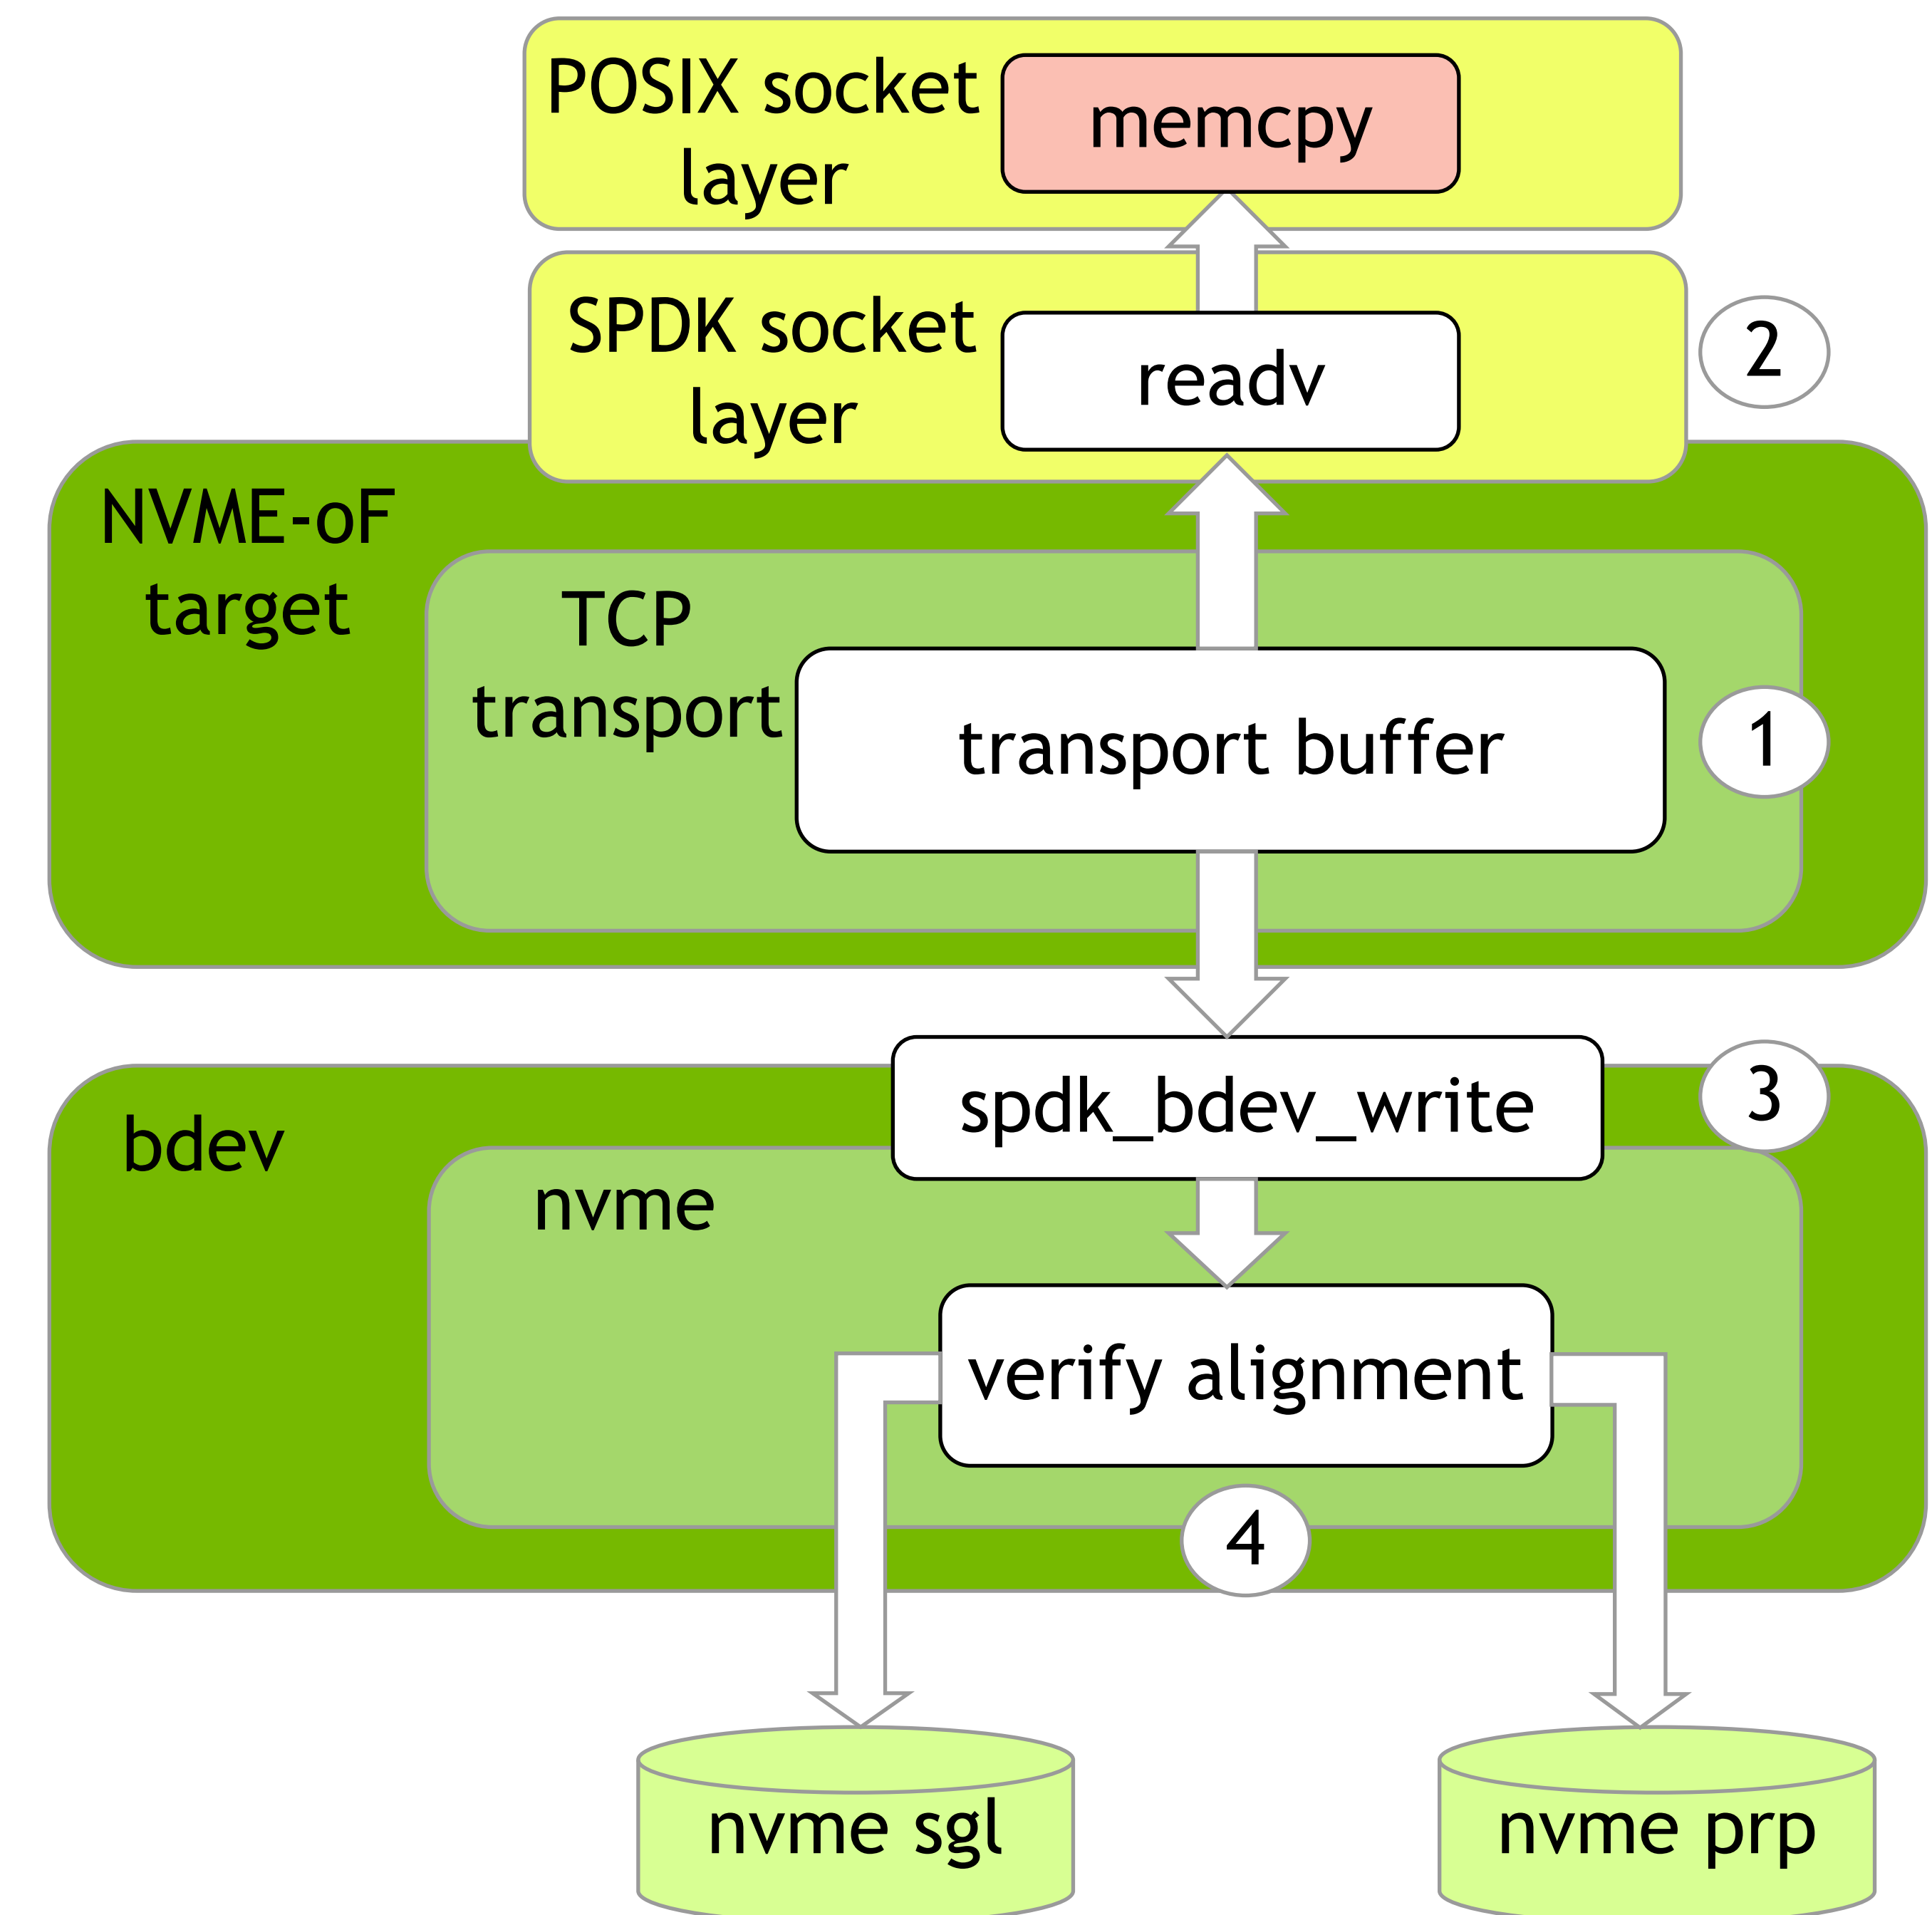 POSIX socket
layer
memcpy
SPDK socket
layer
readv
2
NVME-oF
target
TCP
transport
transport buffer
1
spdk_bdev_write
3
bdev
nvme
verify alignment
4
nvme sgl
nvme prp